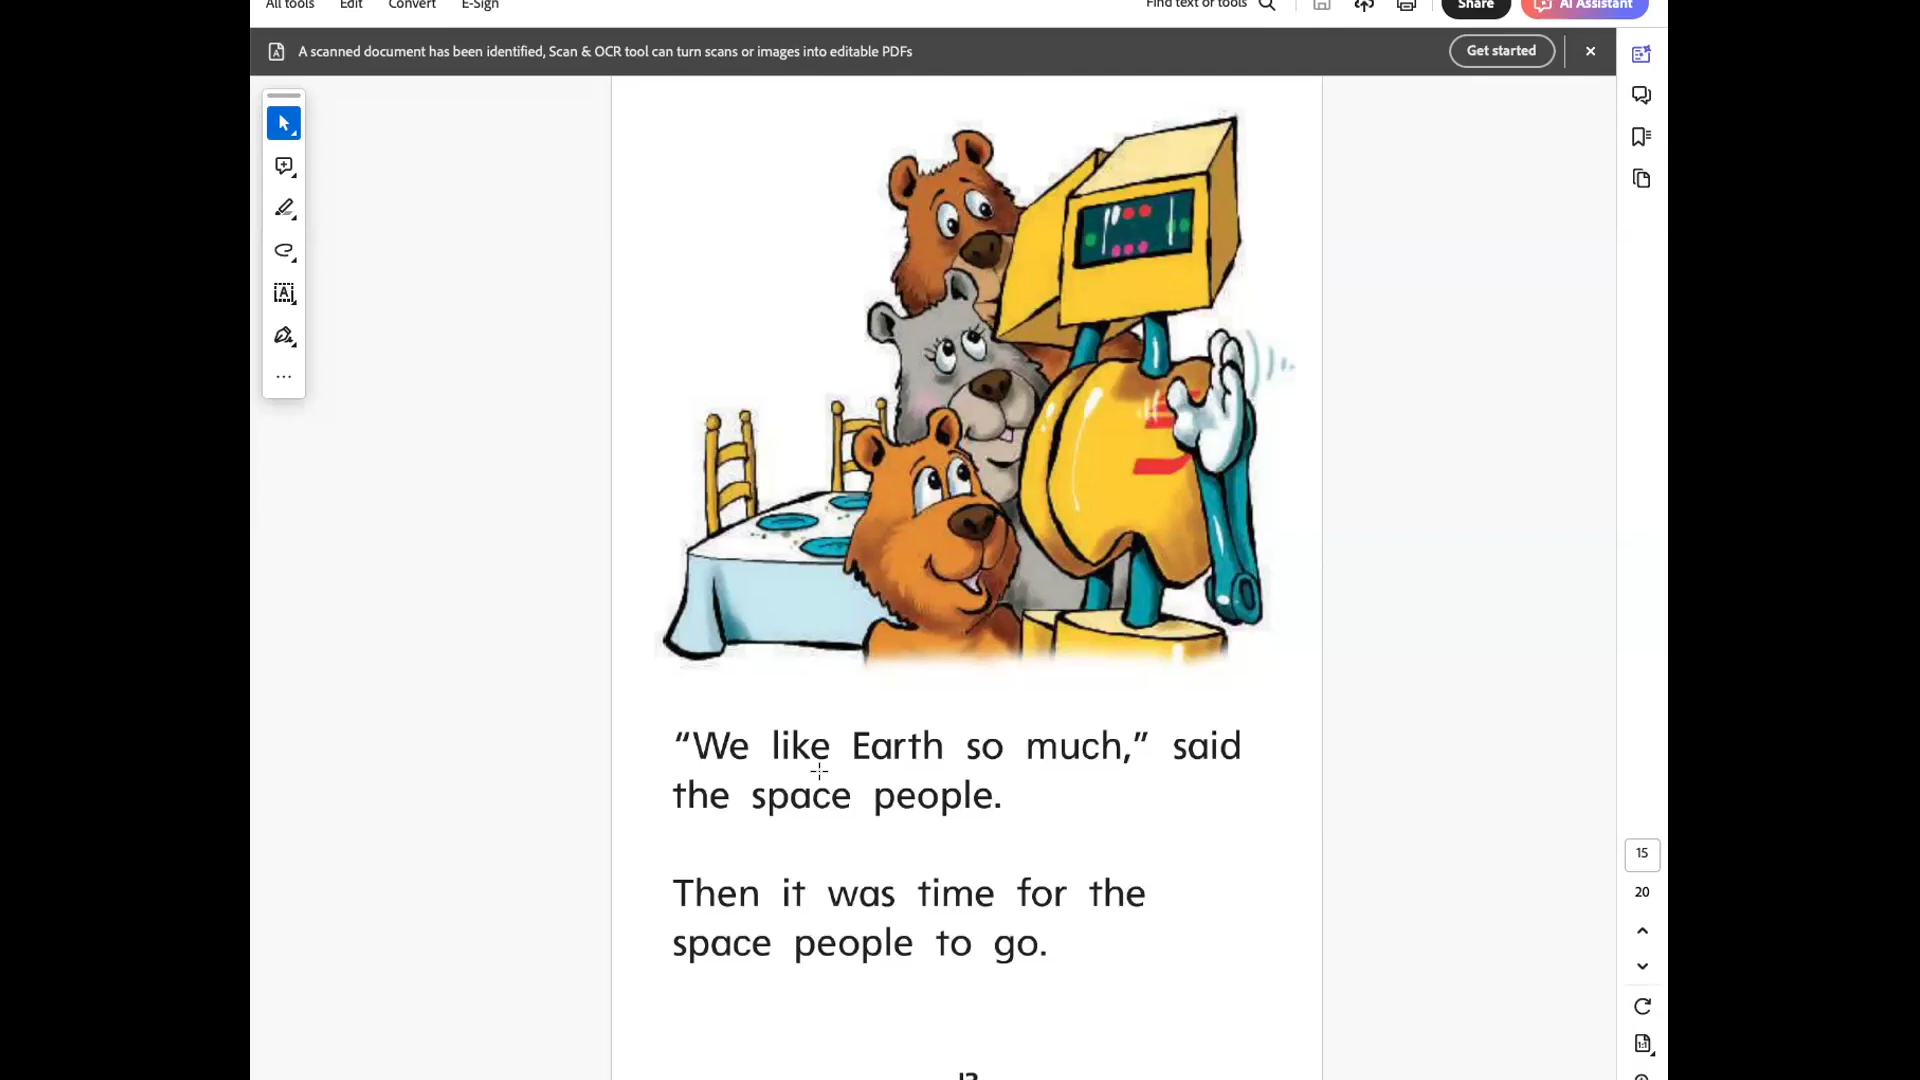 All tools Edit Convert E-Sign Find text or tools Share AI Assistant
A scanned document has been identified, Scan & OCR tool can turn scans or images into editable PDFs Get started
“We like Earth so much,” said
the space people.
Then it was time for the
space people to go.
15
20